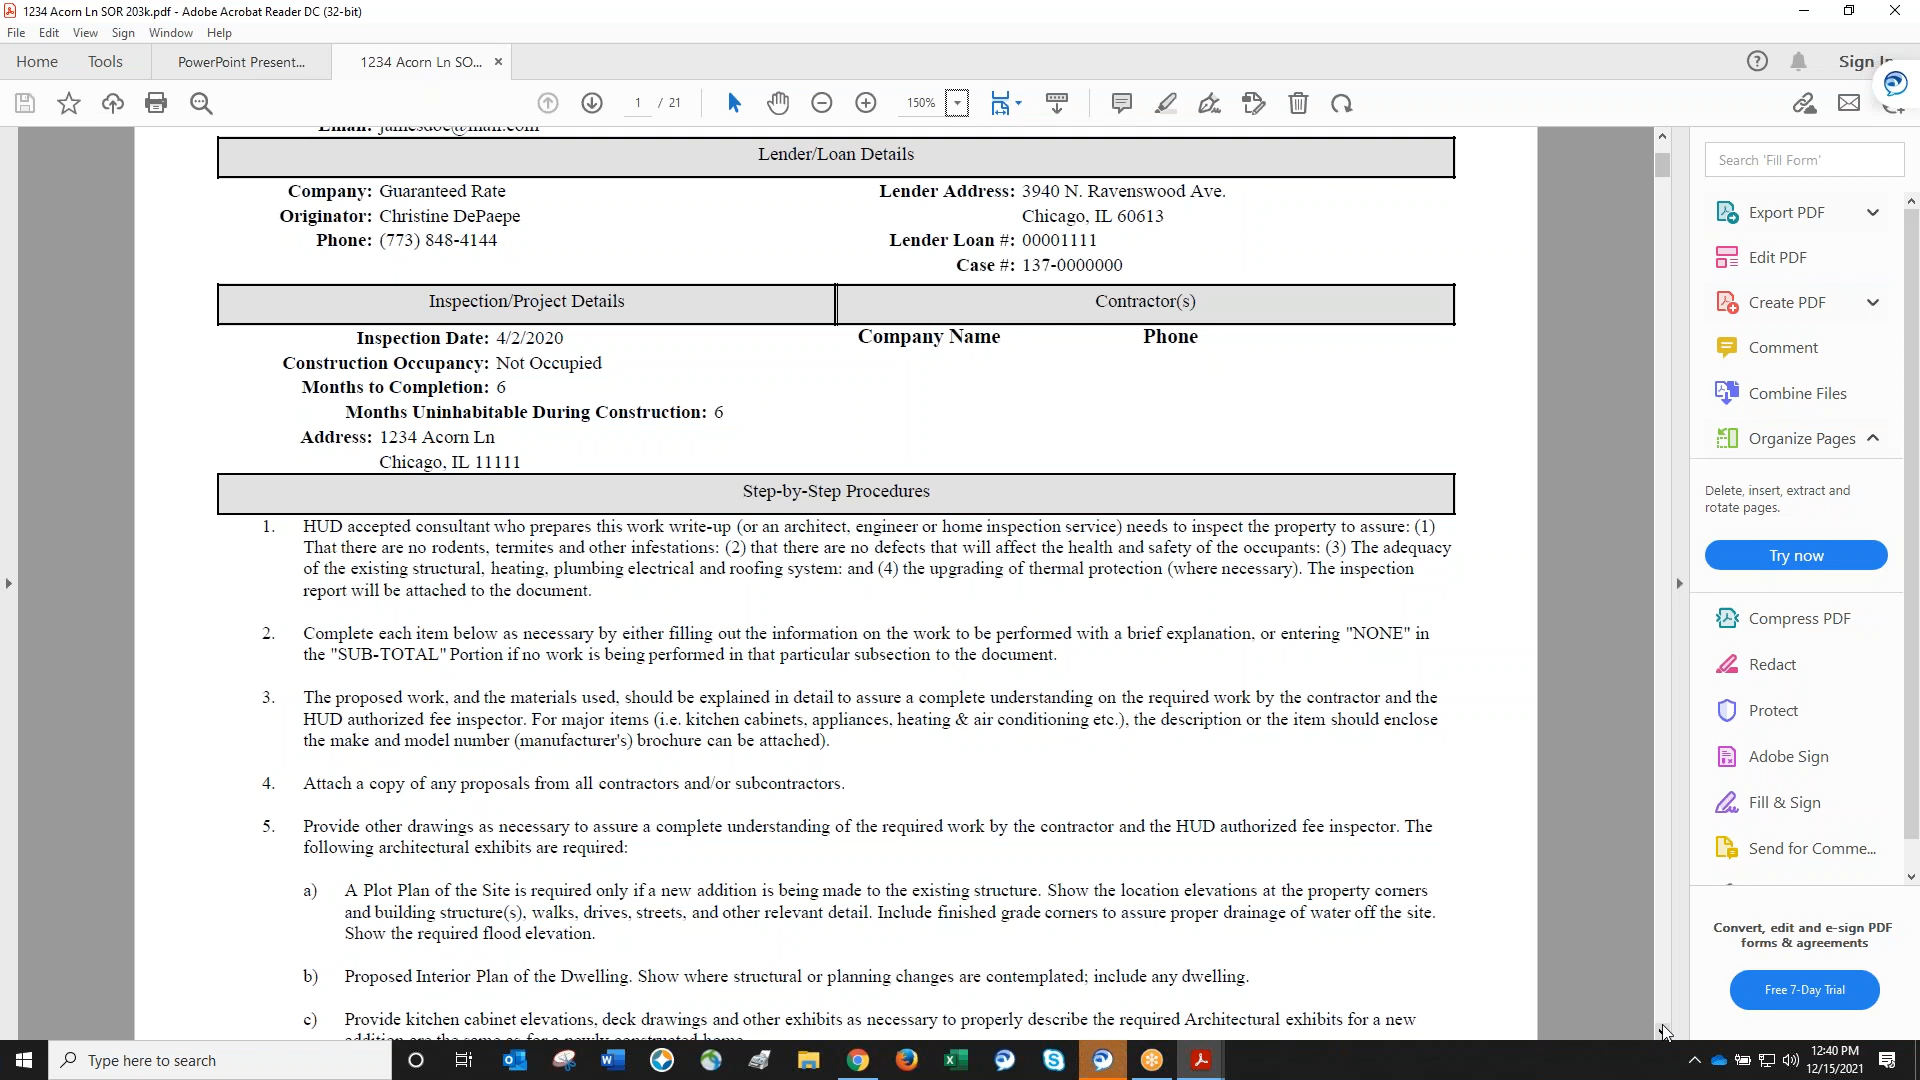 1234 Acorn Ln SOR 203k.pdf - Adobe Acrobat Reader DC (32-bit)
File Edit View Sign Window Help
Home Tools PowerPoint Present... 1234 Acorn Ln SO... × Sign In
1 / 21 150%
Email: jamesdoe@mail.com
Lender/Loan Details
Company: Guaranteed Rate Lender Address: 3940 N. Ravenswood Ave.
Originator: Christine DePaepe Chicago, IL 60613
Phone: (773) 848-4144 Lender Loan #: 00001111
Case #: 137-0000000
Inspection/Project Details Contractor(s)
Inspection Date: 4/2/2020 Company Name Phone
Construction Occupancy: Not Occupied
Months to Completion: 6
Months Uninhabitable During Construction: 6
Address: 1234 Acorn Ln
Chicago, IL 11111
Step-by-Step Procedures
1. HUD accepted consultant who prepares this work write-up (or an architect, engineer or home inspection service) needs to inspect the property to assure: (1)
That there are no rodents, termites and other infestations: (2) that there are no defects that will affect the health and safety of the occupants: (3) The adequacy
of the existing structural, heating, plumbing electrical and roofing system: and (4) the upgrading of thermal protection (where necessary). The inspection
report will be attached to the document.
2. Complete each item below as necessary by either filling out the information on the work to be performed with a brief explanation, or entering "NONE" in
the "SUB-TOTAL" Portion if no work is being performed in that particular subsection to the document.
3. The proposed work, and the materials used, should be explained in detail to assure a complete understanding on the required work by the contractor and the
HUD authorized fee inspector. For major items (i.e. kitchen cabinets, appliances, heating & air conditioning etc.), the description or the item should enclose
the make and model number (manufacturer's) brochure can be attached).
4. Attach a copy of any proposals from all contractors and/or subcontractors.
5. Provide other drawings as necessary to assure a complete understanding of the required work by the contractor and the HUD authorized fee inspector. The
following architectural exhibits are required:
a) A Plot Plan of the Site is required only if a new addition is being made to the existing structure. Show the location elevations at the property corners
and building structure(s), walks, drives, streets, and other relevant detail. Include finished grade corners to assure proper drainage of water off the site.
Show the required flood elevation.
b) Proposed Interior Plan of the Dwelling. Show where structural or planning changes are contemplated; include any dwelling.
c) Provide kitchen cabinet elevations, deck drawings and other exhibits as necessary to properly describe the required Architectural exhibits for a new
addition are the same as for a newly constructed home.
Search 'Fill Form'
Export PDF
Edit PDF
Create PDF
Comment
Combine Files
Organize Pages
Delete, insert, extract and
rotate pages.
Try now
Compress PDF
Redact
Protect
Adobe Sign
Fill & Sign
Send for Comme...
Convert, edit and e-sign PDF
forms & agreements
Free 7-Day Trial
Type here to search
12:40 PM
12/15/2021